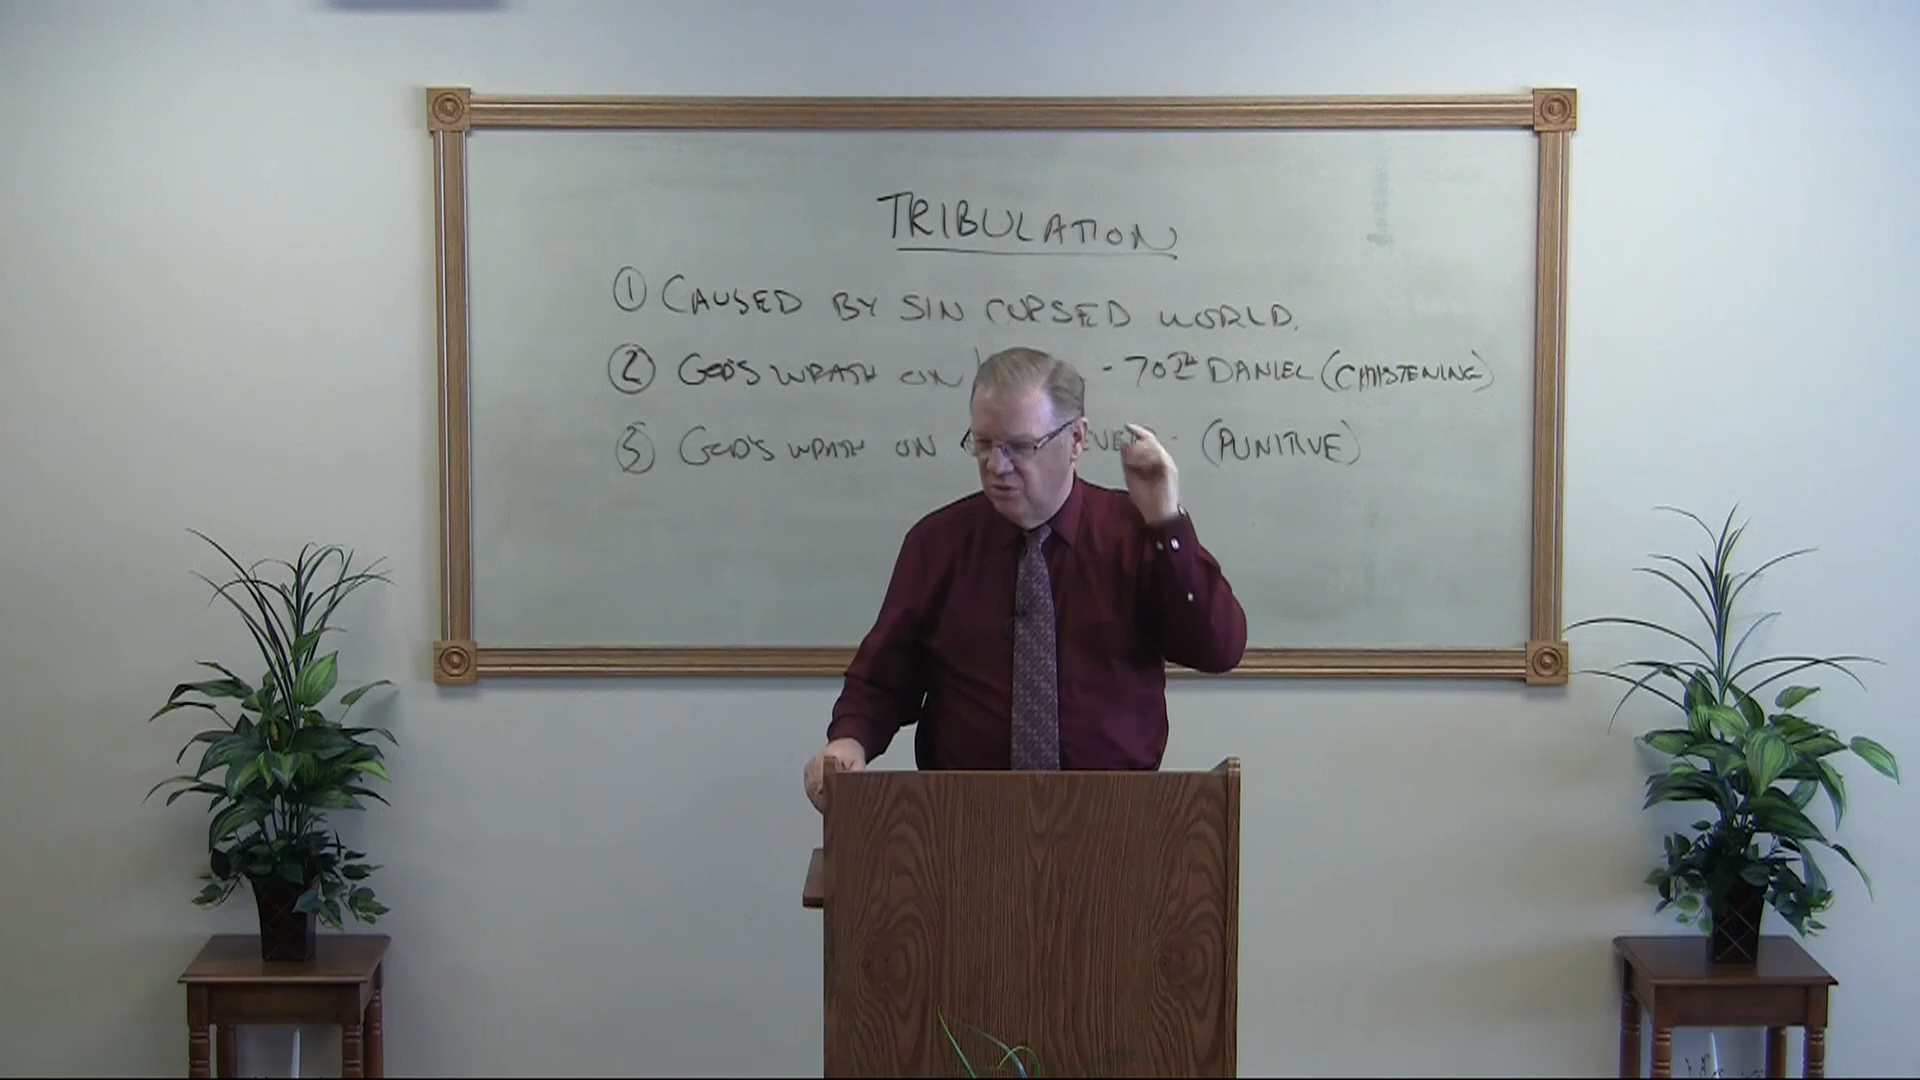 TRIBULATION
① CAUSED BY SIN CURSED WORLD.
② GOD'S WRATH ON - 70TH DANIEL (CHASTENING)
③ GOD'S WRATH ON - (PUNITIVE)